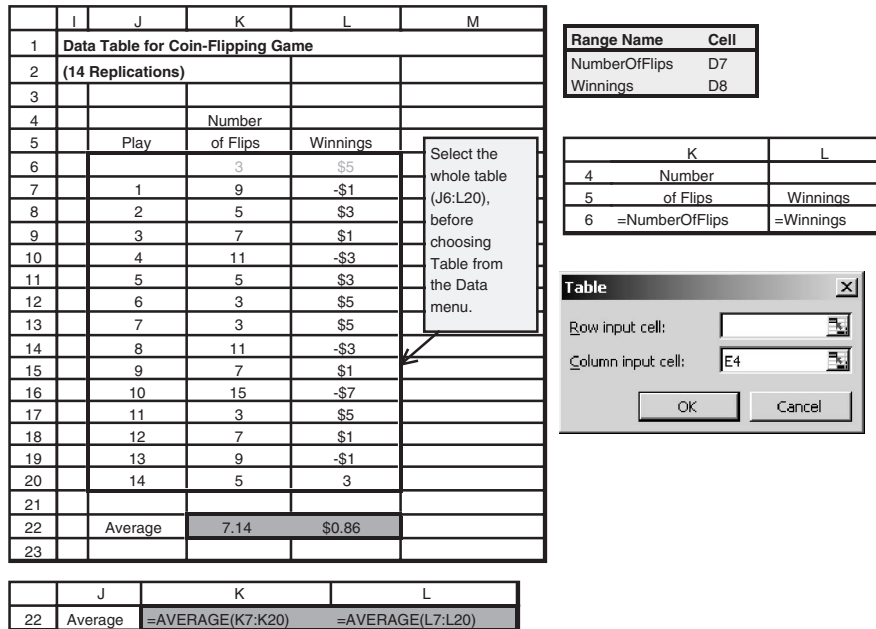 I J K L M
1 Data Table for Coin-Flipping Game
2 (14 Replications)
3
4 Number
5 Play of Flips Winnings
6 3 $5
7 1 9 -$1
8 2 5 $3
9 3 7 $1
10 4 11 -$3
11 5 5 $3
12 6 3 $5
13 7 3 $5
14 8 11 -$3
15 9 7 $1
16 10 15 -$7
17 11 3 $5
18 12 7 $1
19 13 9 -$1
20 14 5 3
21
22 Average 7.14 $0.86
23
Select the
whole table
(J6:L20),
before
choosing
Table from
the Data
menu.
Range Name Cell
NumberOfFlips D7
Winnings D8
K L
4 Number
5 of Flips Winnings
6 =NumberOfFlips =Winnings
Table
Row input cell:
Column input cell: E4
OK Cancel
J K L
22 Average =AVERAGE(K7:K20) =AVERAGE(L7:L20)